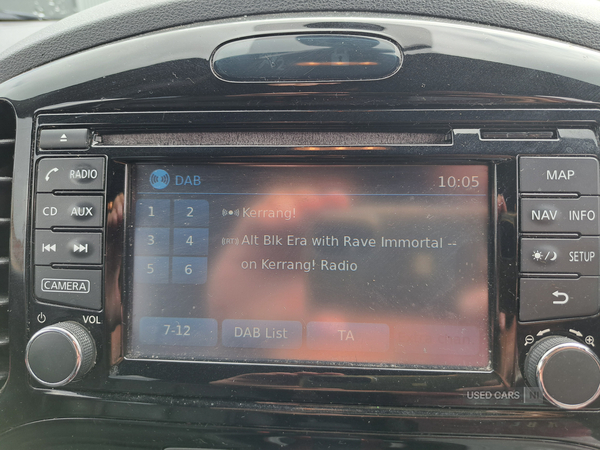 RADIO
CD AUX
CAMERA
VOL
DAB 10:05
1 2
3 4
5 6
Kerrang!
Alt Blk Era with Rave Immortal --
on Kerrang! Radio
7-12 DAB List TA
MAP
NAV INFO
SETUP
USED CARS NI